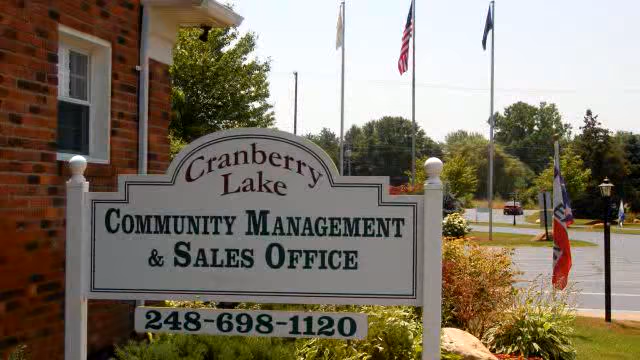 Cranberry
Lake
COMMUNITY MANAGEMENT
& SALES OFFICE
248-698-1120